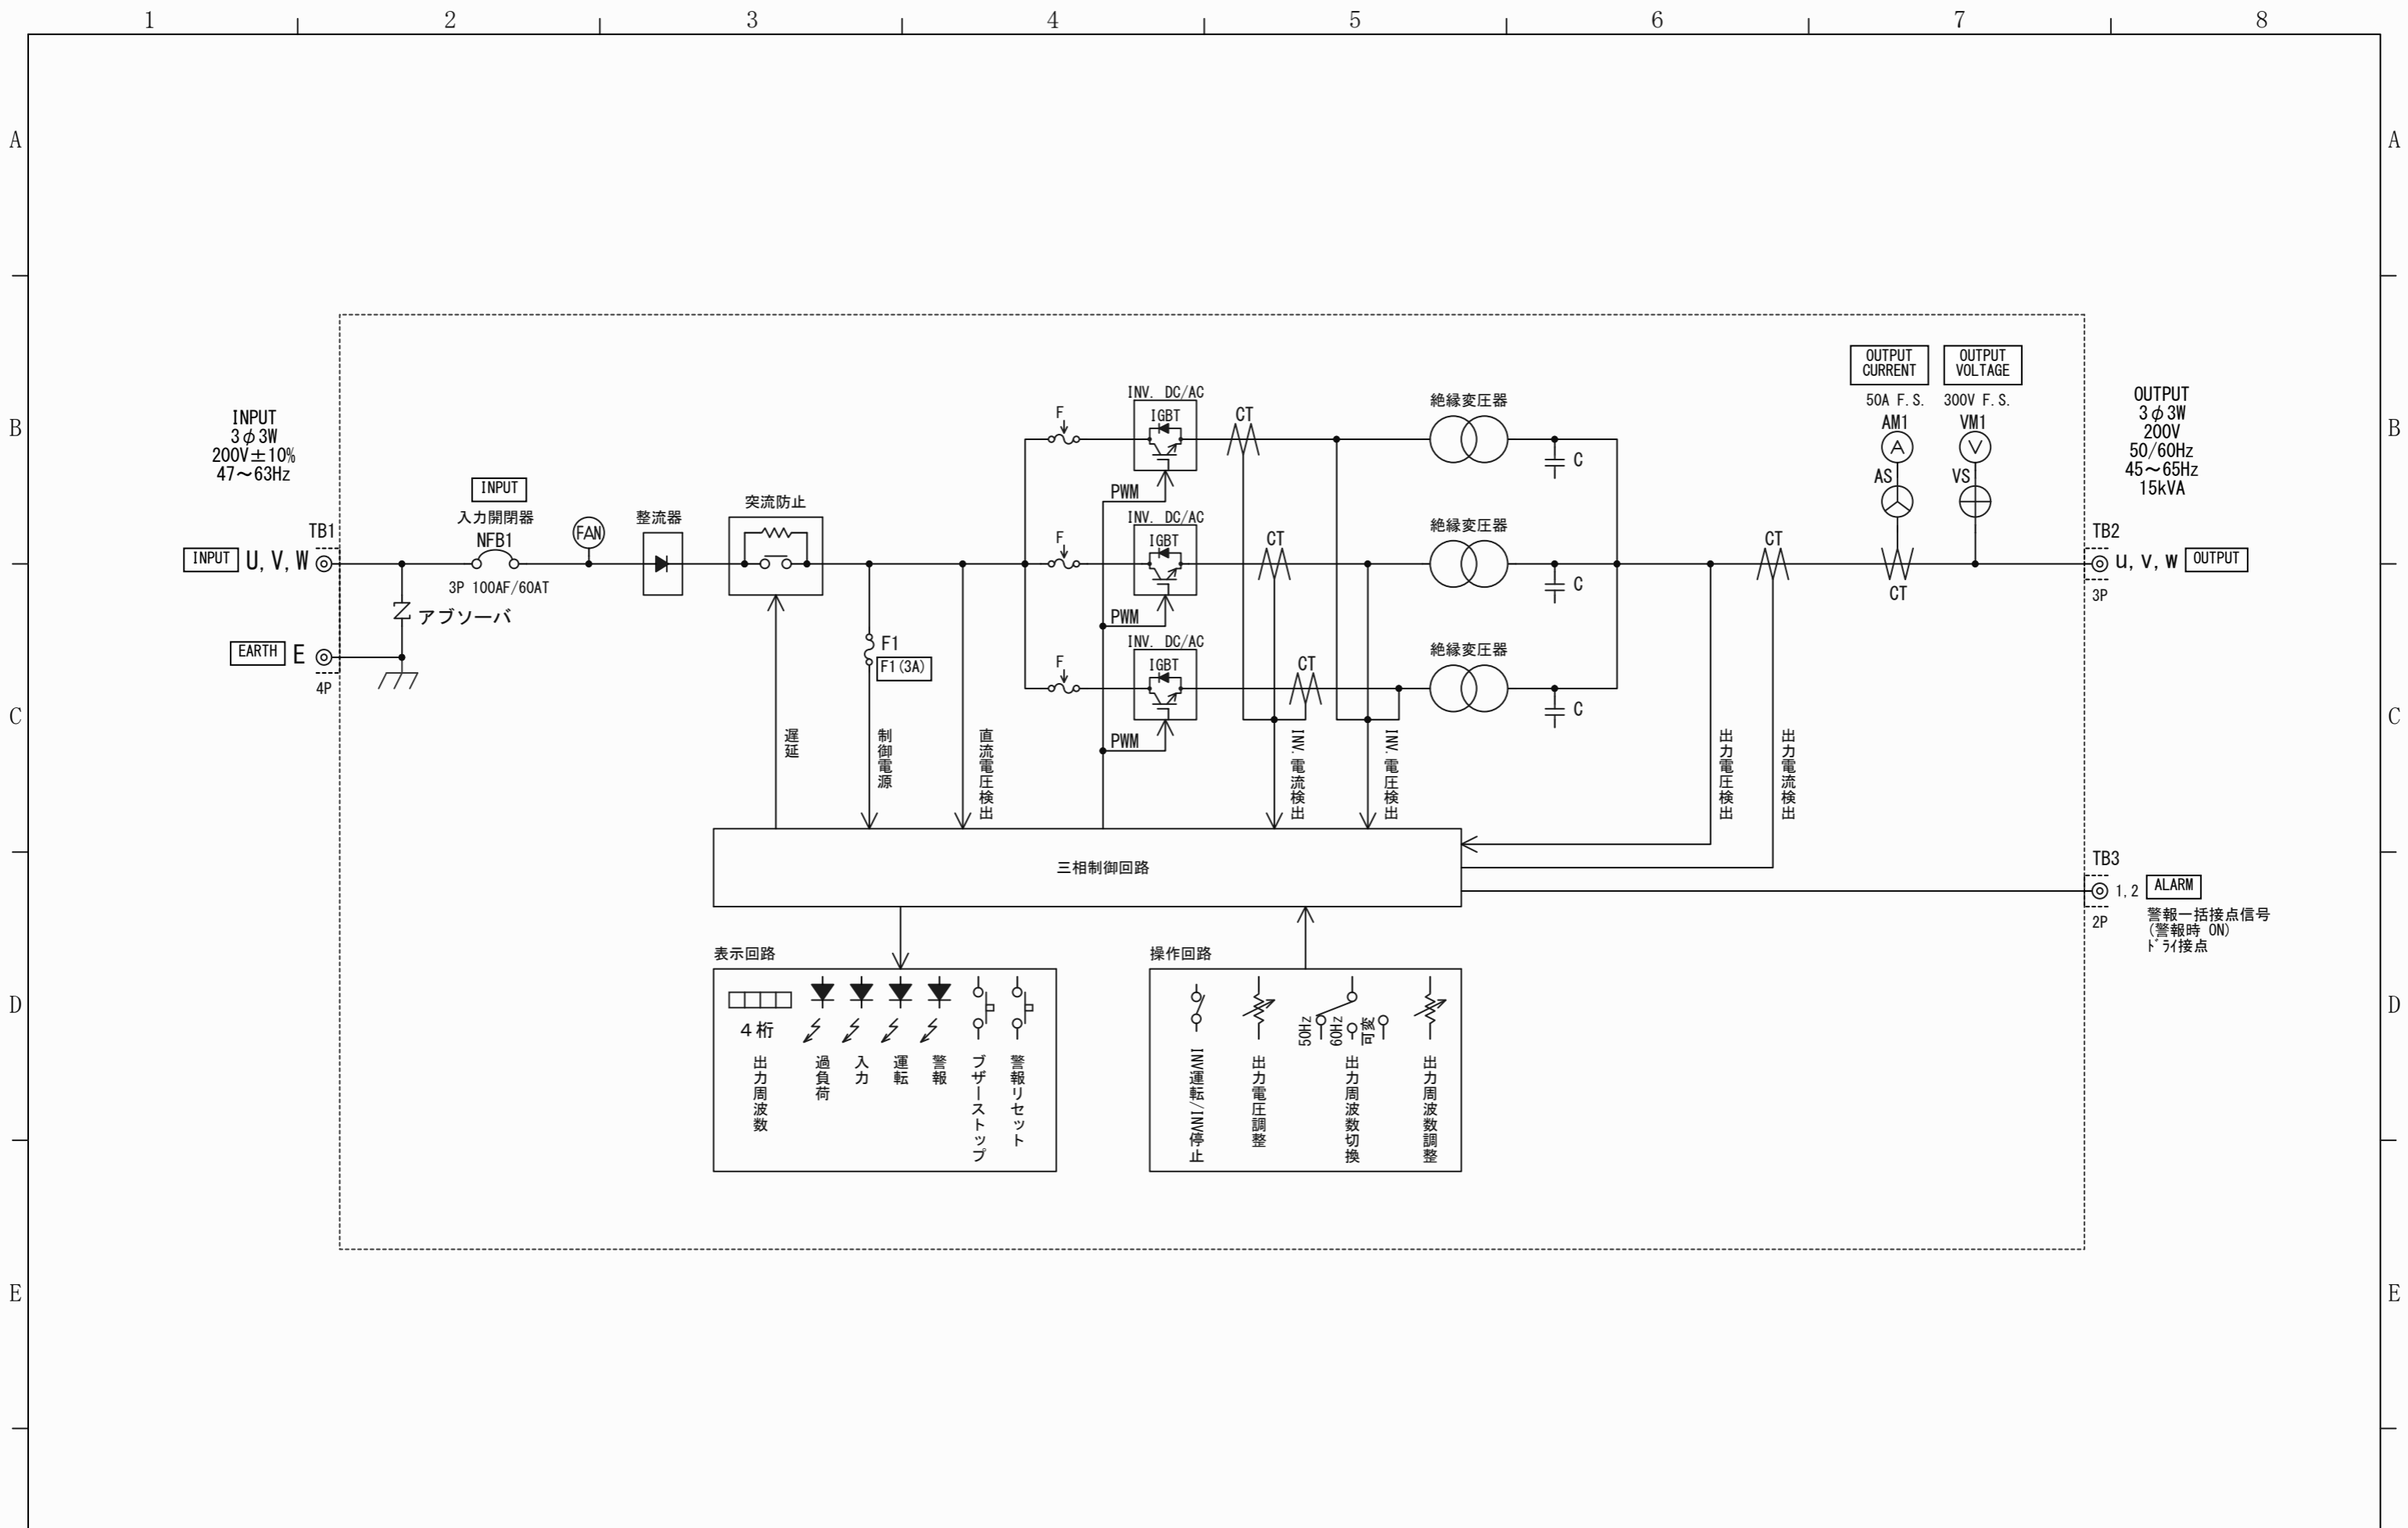 1 2 3 4 5 6 7 8
A
A
B
B
C
C
D
D
E
E
INPUT
3φ3W
200V±10%
47～63Hz
TB1
INPUT U,V,W
EARTH E
4P
INPUT
入力開閉器
NFB1
3P 100AF/60AT
アブソーバ
FAN
整流器
突流防止
F1
F1(3A)
遅延
制御電源
直流電圧検出
F
INV. DC/AC
IGBT
PWM
CT
絶縁変圧器
C
F
INV. DC/AC
IGBT
PWM
CT
絶縁変圧器
C
F
INV. DC/AC
IGBT
PWM
CT
絶縁変圧器
C
INV.電流検出
INV.電圧検出
出力電圧検出
出力電流検出
CT
OUTPUT
CURRENT
50A F.S.
AM1
A
AS
CT
OUTPUT
VOLTAGE
300V F.S.
VM1
V
VS
OUTPUT
3φ3W
200V
50/60Hz
45～65Hz
15kVA
TB2
u,v,w OUTPUT
3P
三相制御回路
TB3
1,2 ALARM
2P
警報一括接点信号
(警報時 ON)
ﾄﾞﾗｲ接点
表示回路
4桁
出力周波数
過負荷
入力
運転
警報
ブザーストップ
警報リセット
操作回路
INV運転/INV停止
出力電圧調整
50Hz
60Hz
可変
出力周波数切換
出力周波数調整